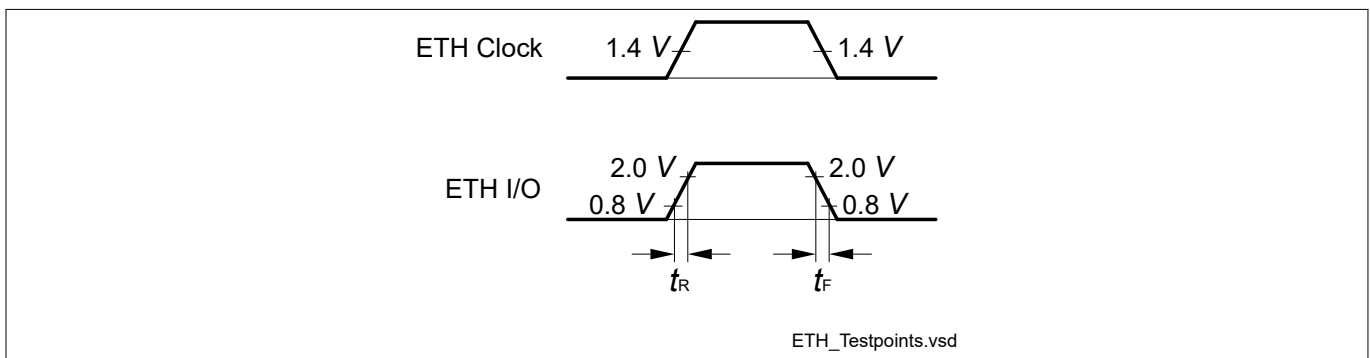 ETH Clock 1.4 V 1.4 V
2.0 V 2.0 V
ETH I/O
0.8 V 0.8 V
tR tF
ETH_Testpoints.vsd